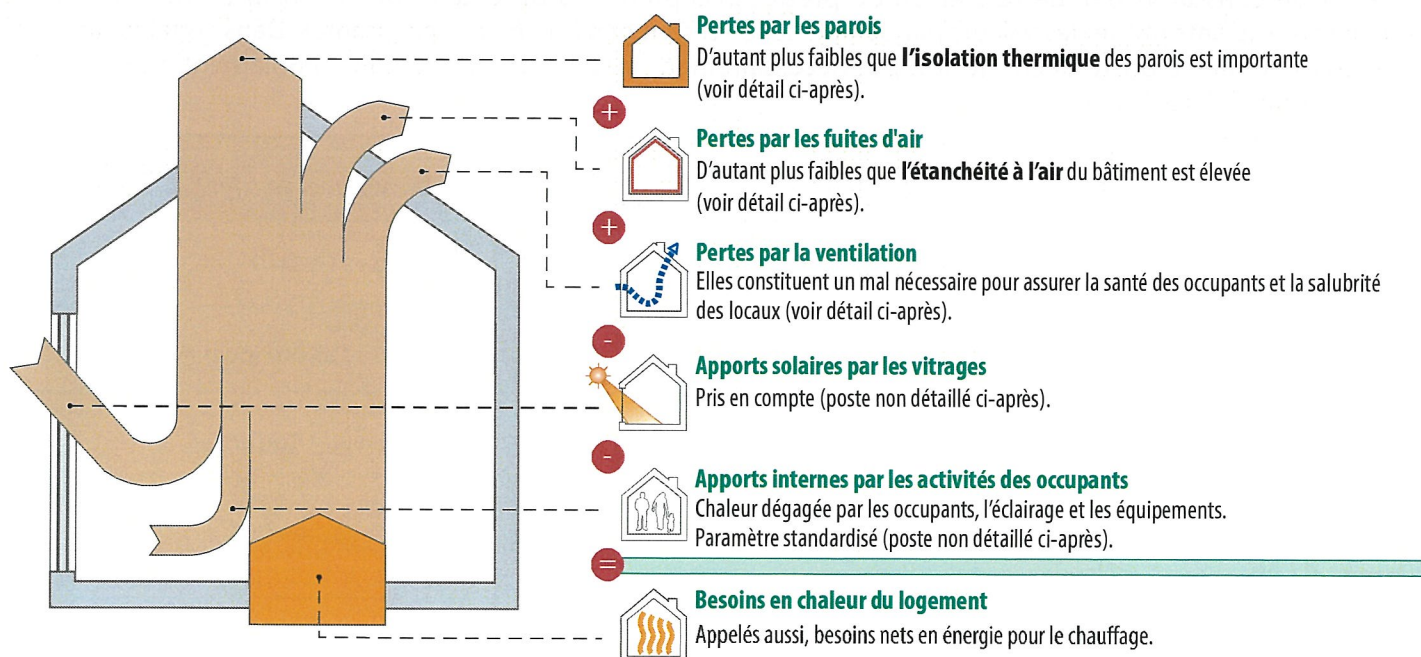 Pertes par les parois
D'autant plus faibles que l'isolation thermique des parois est importante
(voir détail ci-après).
+
Pertes par les fuites d'air
D'autant plus faibles que l'étanchéité à l'air du bâtiment est élevée
(voir détail ci-après).
+
Pertes par la ventilation
Elles constituent un mal nécessaire pour assurer la santé des occupants et la salubrité
des locaux (voir détail ci-après).
-
Apports solaires par les vitrages
Pris en compte (poste non détaillé ci-après).
-
Apports internes par les activités des occupants
Chaleur dégagée par les occupants, l'éclairage et les équipements.
Paramètre standardisé (poste non détaillé ci-après).
=
Besoins en chaleur du logement
Appelés aussi, besoins nets en énergie pour le chauffage.